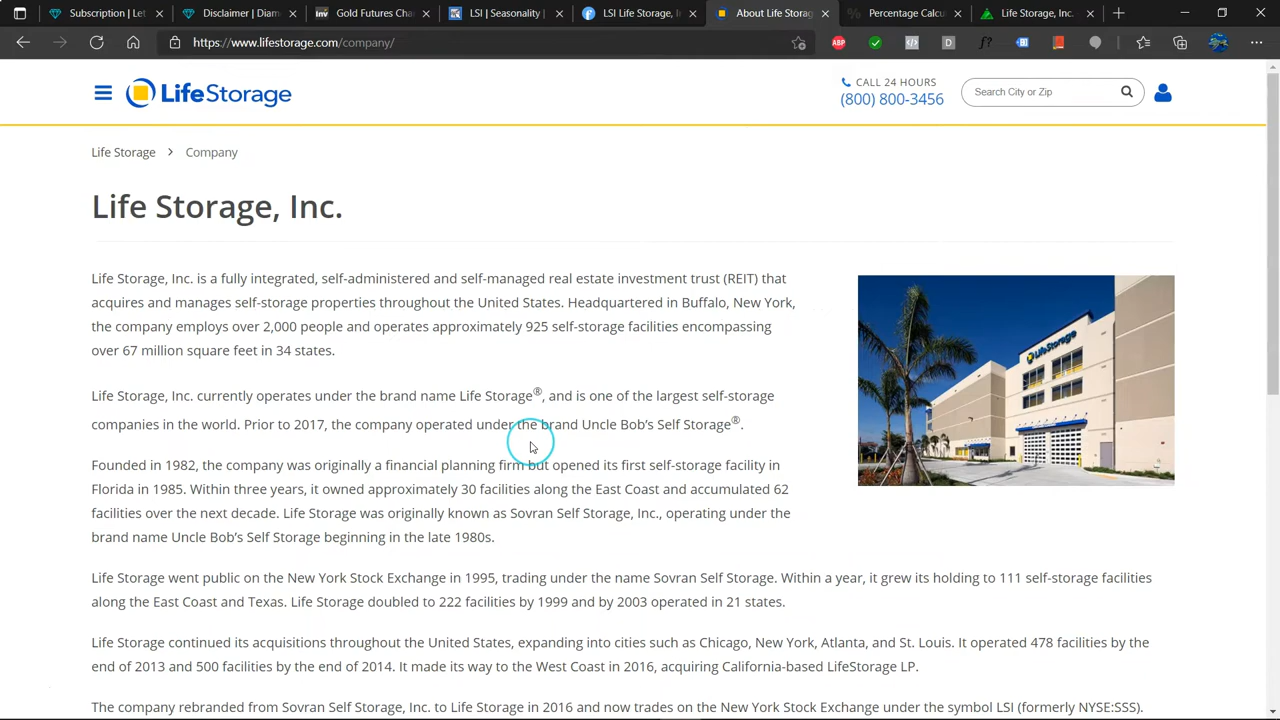 Subscription | Let
Disclaimer | Diam
Gold Futures Cha
LSI | Seasonality
LSI Life Storage, I
About Life Storag
Percentage Calcu
Life Storage, Inc.
https://www.lifestorage.com/company/
ABP
D
f?
LifeStorage
CALL 24 HOURS
(800) 800-3456
Search City or Zip
Life Storage > Company
Life Storage, Inc.
Life Storage, Inc. is a fully integrated, self-administered and self-managed real estate investment trust (REIT) that
acquires and manages self-storage properties throughout the United States. Headquartered in Buffalo, New York,
the company employs over 2,000 people and operates approximately 925 self-storage facilities encompassing
over 67 million square feet in 34 states.
LifeStorage
Life Storage, Inc. currently operates under the brand name Life Storage®, and is one of the largest self-storage
companies in the world. Prior to 2017, the company operated under the brand Uncle Bob's Self Storage®.
Founded in 1982, the company was originally a financial planning firm but opened its first self-storage facility in
Florida in 1985. Within three years, it owned approximately 30 facilities along the East Coast and accumulated 62
facilities over the next decade. Life Storage was originally known as Sovran Self Storage, Inc., operating under the
brand name Uncle Bob's Self Storage beginning in the late 1980s.
Life Storage went public on the New York Stock Exchange in 1995, trading under the name Sovran Self Storage. Within a year, it grew its holding to 111 self-storage facilities
along the East Coast and Texas. Life Storage doubled to 222 facilities by 1999 and by 2003 operated in 21 states.
Life Storage continued its acquisitions throughout the United States, expanding into cities such as Chicago, New York, Atlanta, and St. Louis. It operated 478 facilities by the
end of 2013 and 500 facilities by the end of 2014. It made its way to the West Coast in 2016, acquiring California-based LifeStorage LP.
The company rebranded from Sovran Self Storage, Inc. to Life Storage in 2016 and now trades on the New York Stock Exchange under the symbol LSI (formerly NYSE:SSS).